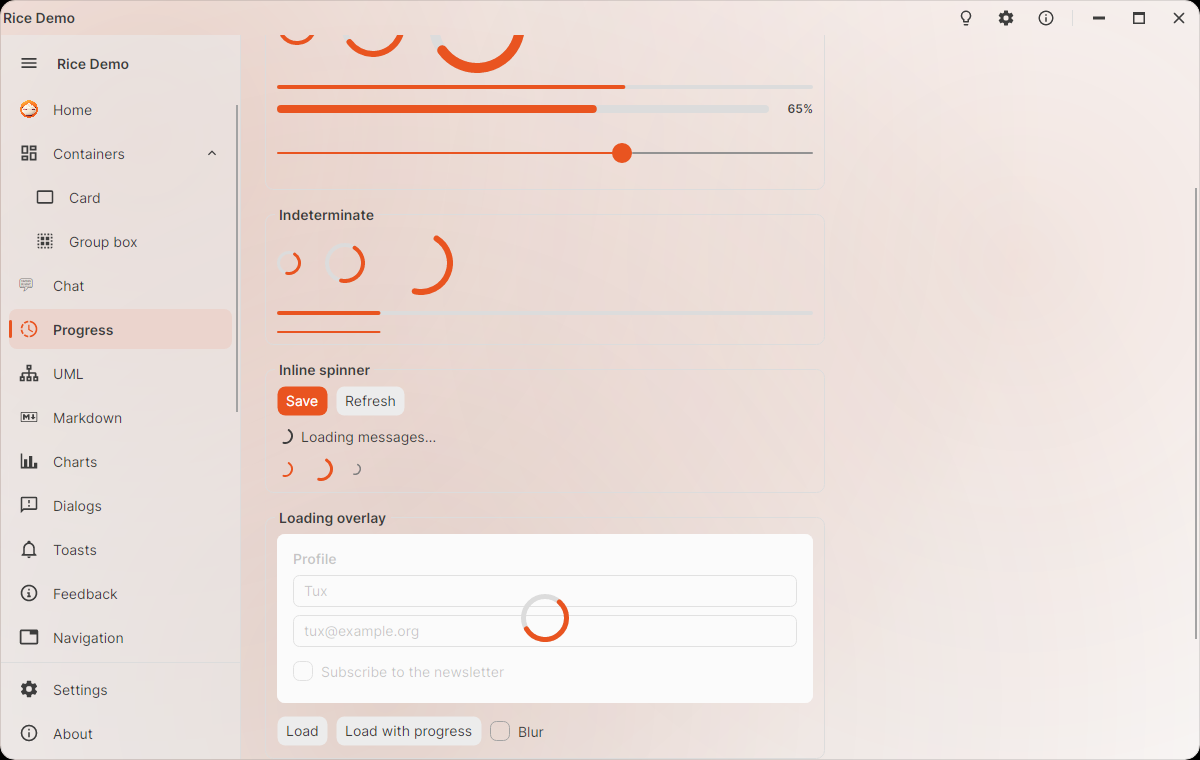 Rice Demo
Rice Demo
Home
Containers
Card
Group box
Chat
Progress
UML
Markdown
Charts
Dialogs
Toasts
Feedback
Navigation
Settings
About
65%
Indeterminate
Inline spinner
Save Refresh
Loading messages...
Loading overlay
Profile
Tux
tux@example.org
Subscribe to the newsletter
Load Load with progress Blur